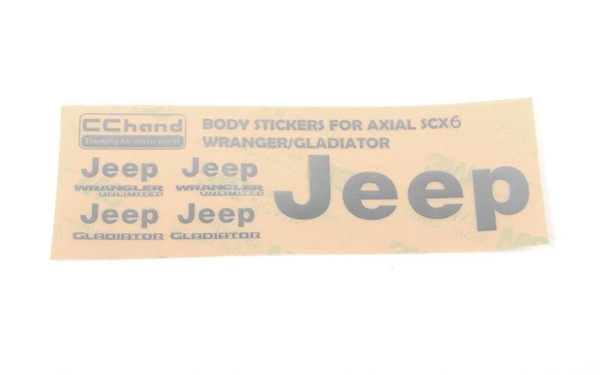 CChand
Thinking for micro world
BODY STICKERS FOR AXIAL SCX6
WRANGER/GLADIATOR
Jeep
WRANGLER
UNLIMITED
Jeep
WRANGLER
UNLIMITED
Jeep
GLADIATOR
Jeep
GLADIATOR
Jeep